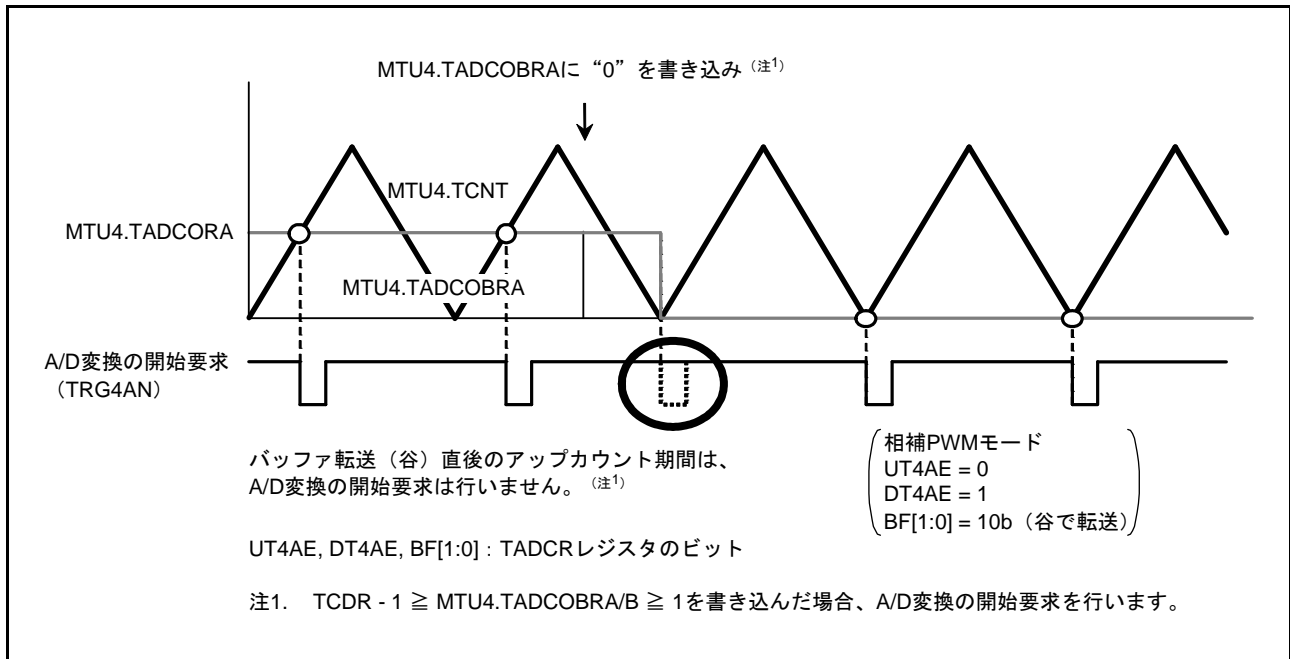 MTU4.TADCOBRAに“0”を書き込み（注1）
MTU4.TCNT
MTU4.TADCORA
MTU4.TADCOBRA
A/D変換の開始要求
（TRG4AN）
バッファ転送（谷）直後のアップカウント期間は、
A/D変換の開始要求は行いません。（注1）
相補PWMモード
UT4AE = 0
DT4AE = 1
BF[1:0] = 10b（谷で転送）
UT4AE, DT4AE, BF[1:0]：TADCRレジスタのビット
注1. TCDR - 1 ≧ MTU4.TADCOBRA/B ≧ 1を書き込んだ場合、A/D変換の開始要求を行います。